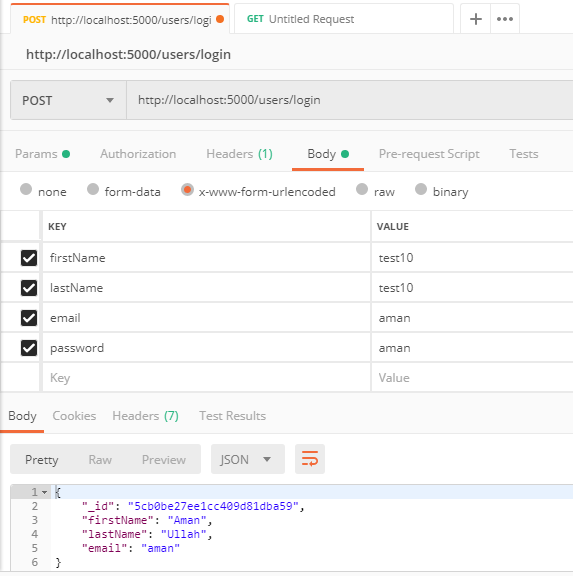 POST http://localhost:5000/users/logi GET Untitled Request
http://localhost:5000/users/login
POST http://localhost:5000/users/login
Params Authorization Headers (1) Body Pre-request Script Tests
none form-data x-www-form-urlencoded raw binary
KEY VALUE
firstName test10
lastName test10
email aman
password aman
Key Value
Body Cookies Headers (7) Test Results
Pretty Raw Preview JSON
1 {
2 "_id": "5cb0be27ee1cc409d81dba59",
3 "firstName": "Aman",
4 "lastName": "Ullah",
5 "email": "aman"
6 }